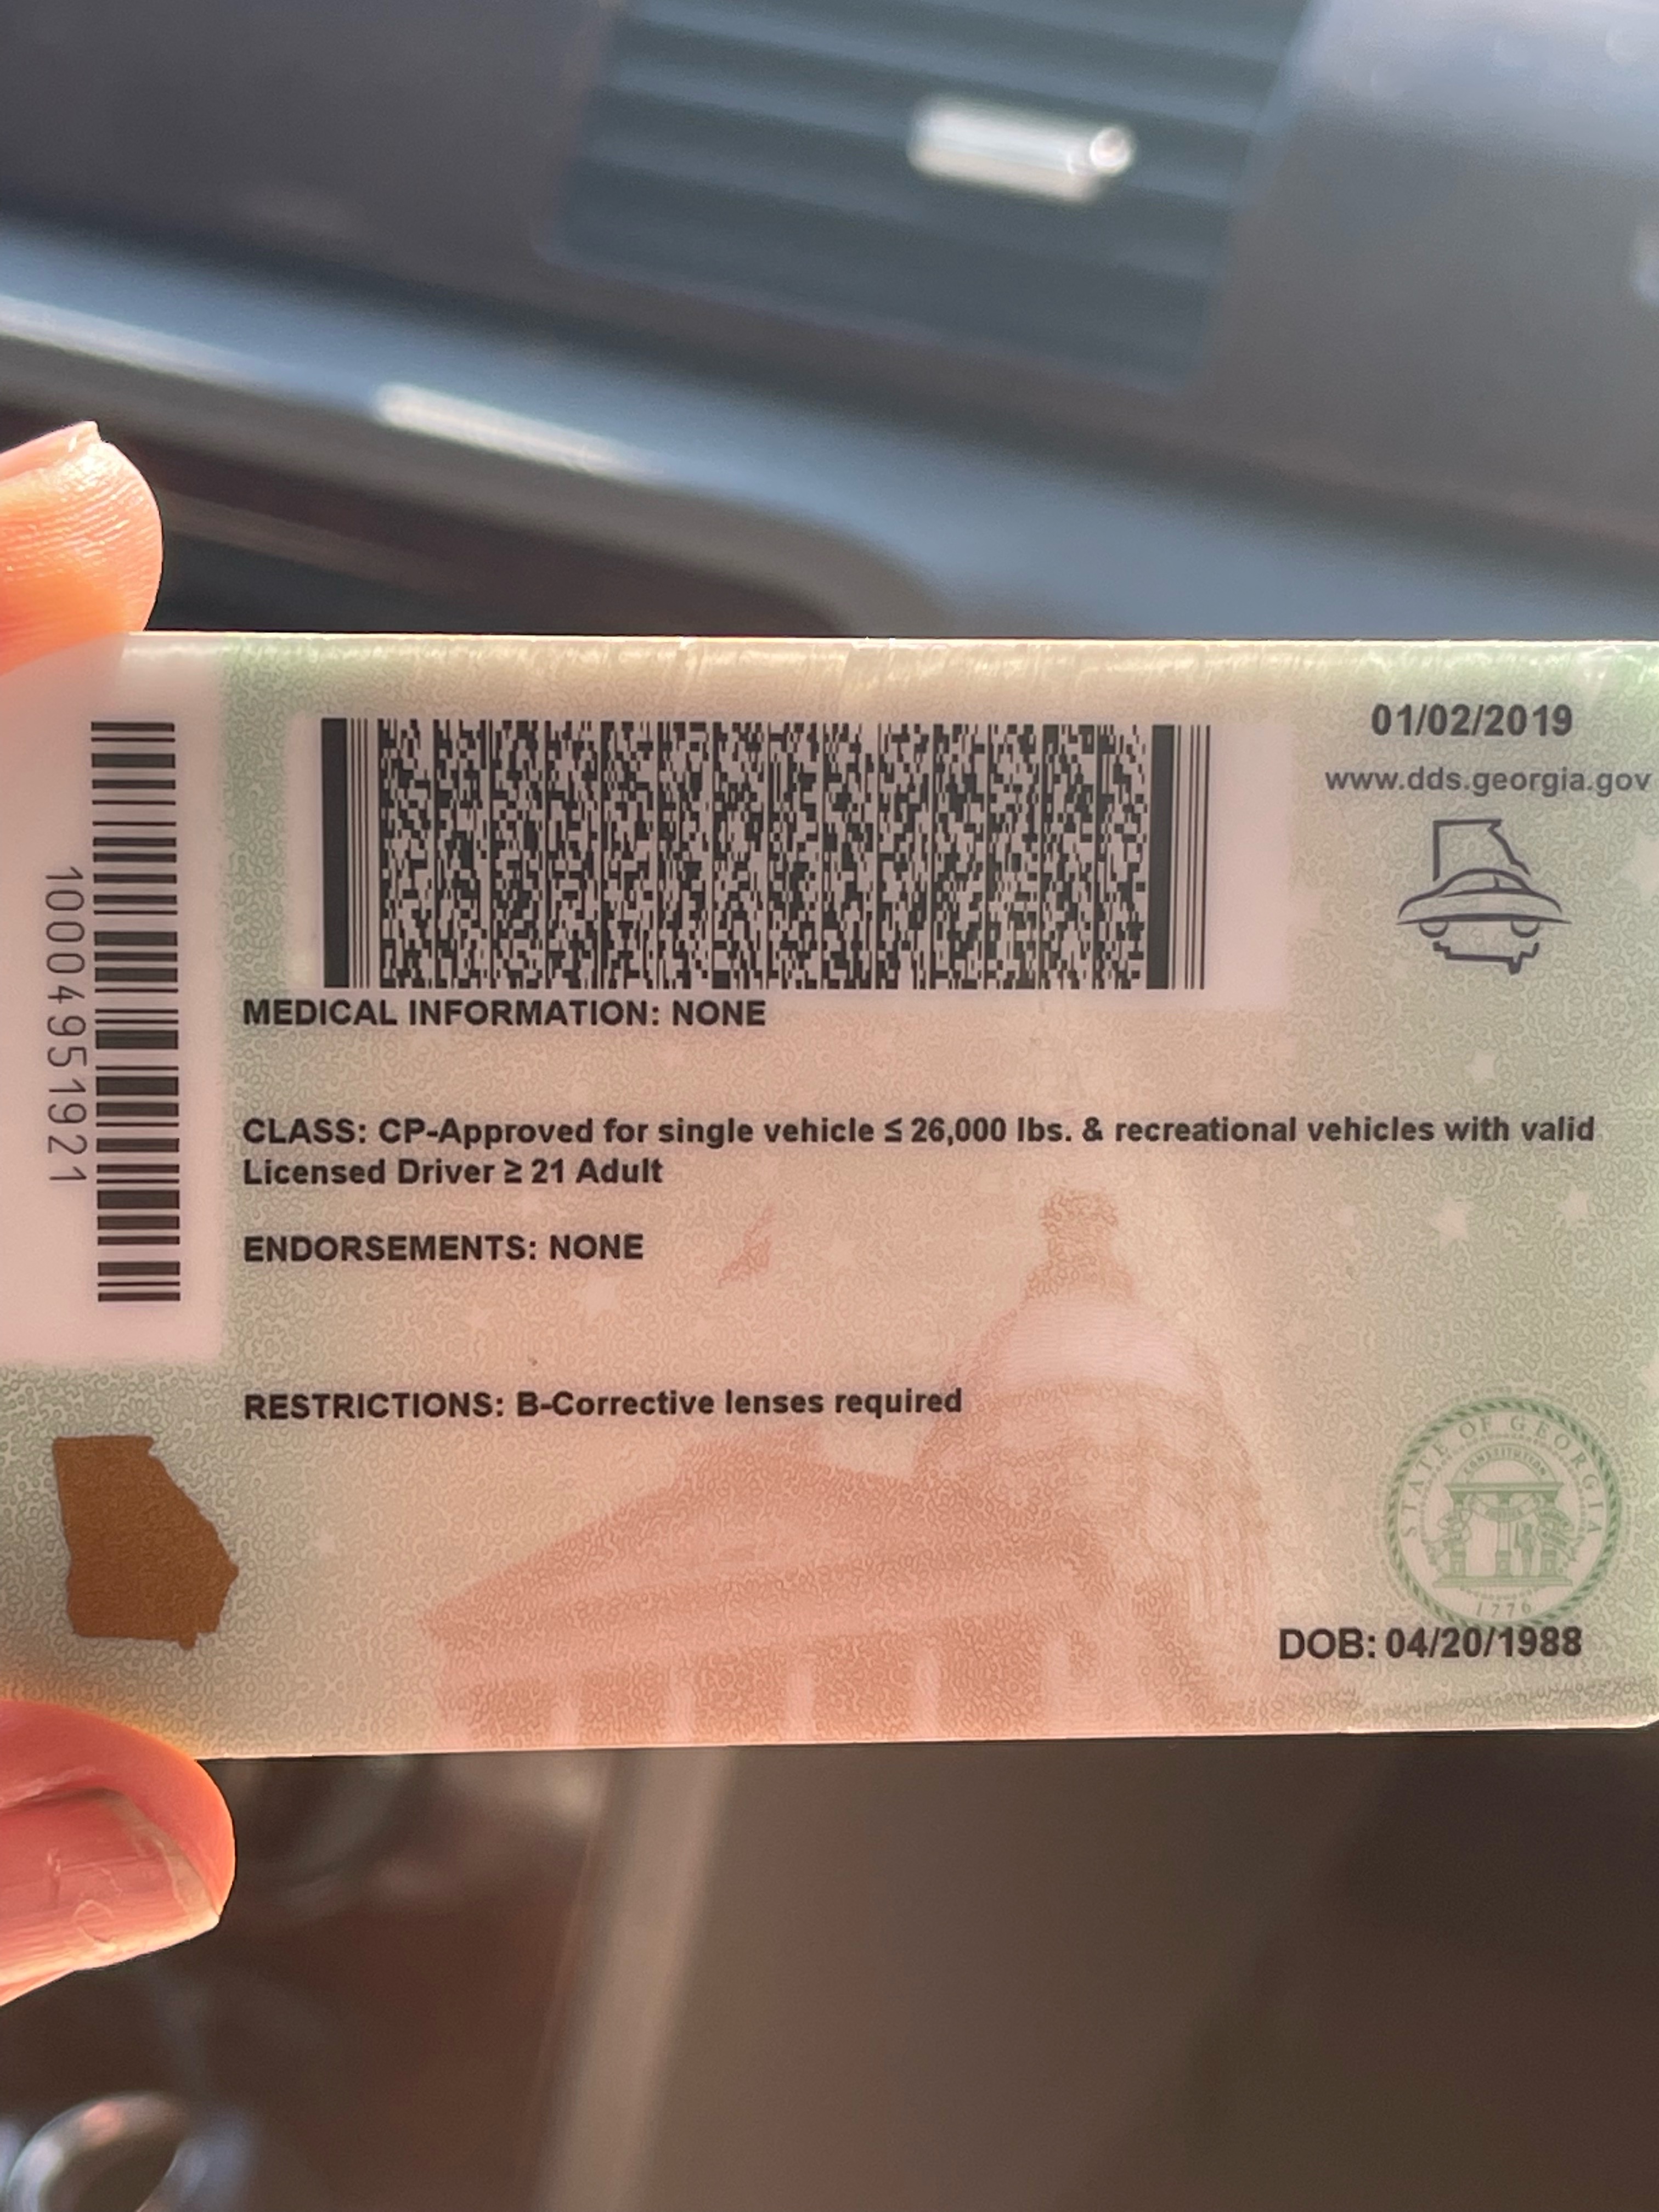 01/02/2019
www.dds.georgia.gov
10004951921
MEDICAL INFORMATION: NONE
CLASS: CP-Approved for single vehicle ≤ 26,000 lbs. & recreational vehicles with valid
Licensed Driver ≥ 21 Adult
ENDORSEMENTS: NONE
RESTRICTIONS: B-Corrective lenses required
STATE OF GEORGIA
CONSTITUTION
1776
DOB: 04/20/1988